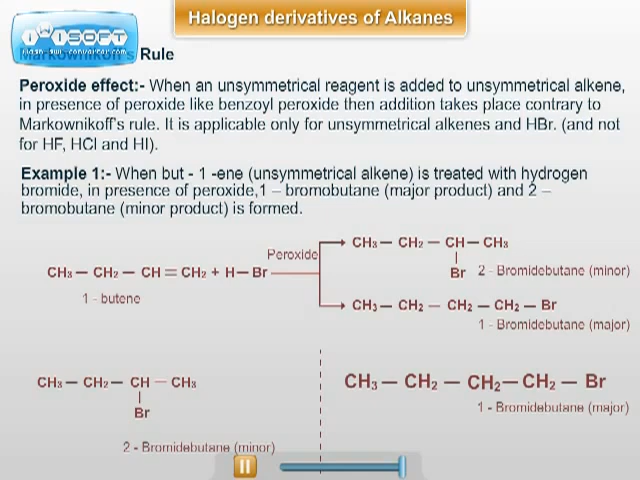 Halogen derivatives of Alkanes
iWiSOFT
Markownikoff's Rule
Peroxide effect:- When an unsymmetrical reagent is added to unsymmetrical alkene,
in presence of peroxide like benzoyl peroxide then addition takes place contrary to
Markownikoff's rule. It is applicable only for unsymmetrical alkenes and HBr. (and not
for HF, HCl and HI).
Example 1:- When but - 1 -ene (unsymmetrical alkene) is treated with hydrogen
bromide, in presence of peroxide,1 – bromobutane (major product) and 2 –
bromobutane (minor product) is formed.
CH₃ — CH₂ — CH — CH₃
Peroxide
Br 2 - Bromidebutane (minor)
CH₃ — CH₂ — CH = CH₂ + H — Br
1 - butene
CH₃ — CH₂ — CH₂ — CH₂ — Br
1 - Bromidebutane (major)
CH₃ — CH₂ — CH — CH₃
Br
2 - Bromidebutane (minor)
CH₃ — CH₂ — CH₂ — CH₂ — Br
1 - Bromidebutane (major)